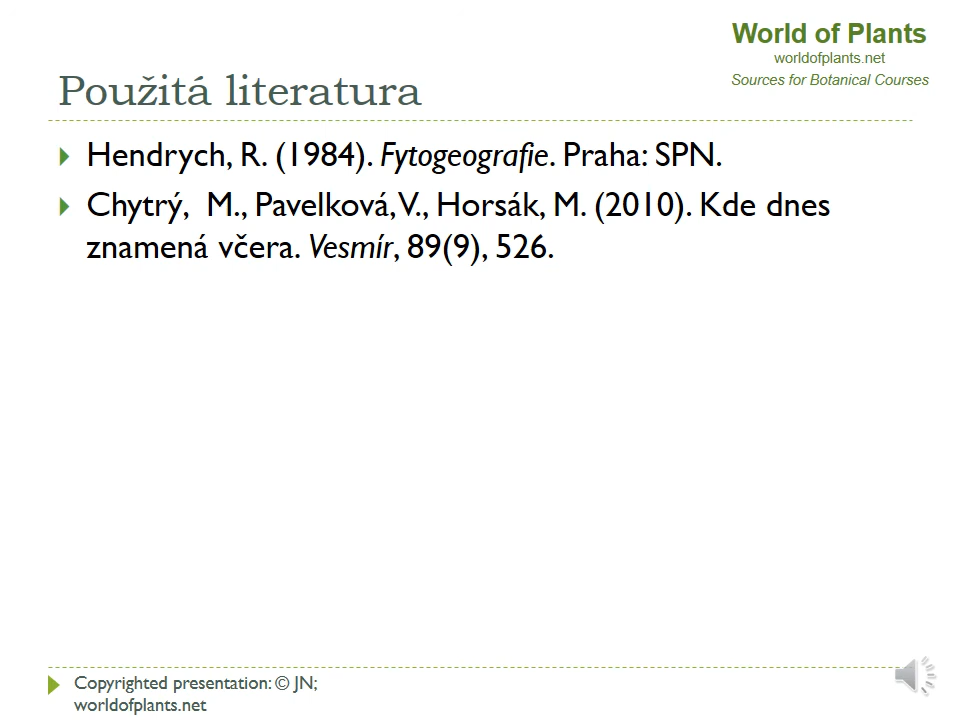 World of Plants
worldofplants.net
Sources for Botanical Courses
Použitá literatura
Hendrych, R. (1984). Fytogeografie. Praha: SPN.
Chytrý,  M., Pavelková, V., Horsák, M. (2010). Kde dnes
znamená včera. Vesmír, 89(9), 526.
Copyrighted presentation: © JN;
worldofplants.net